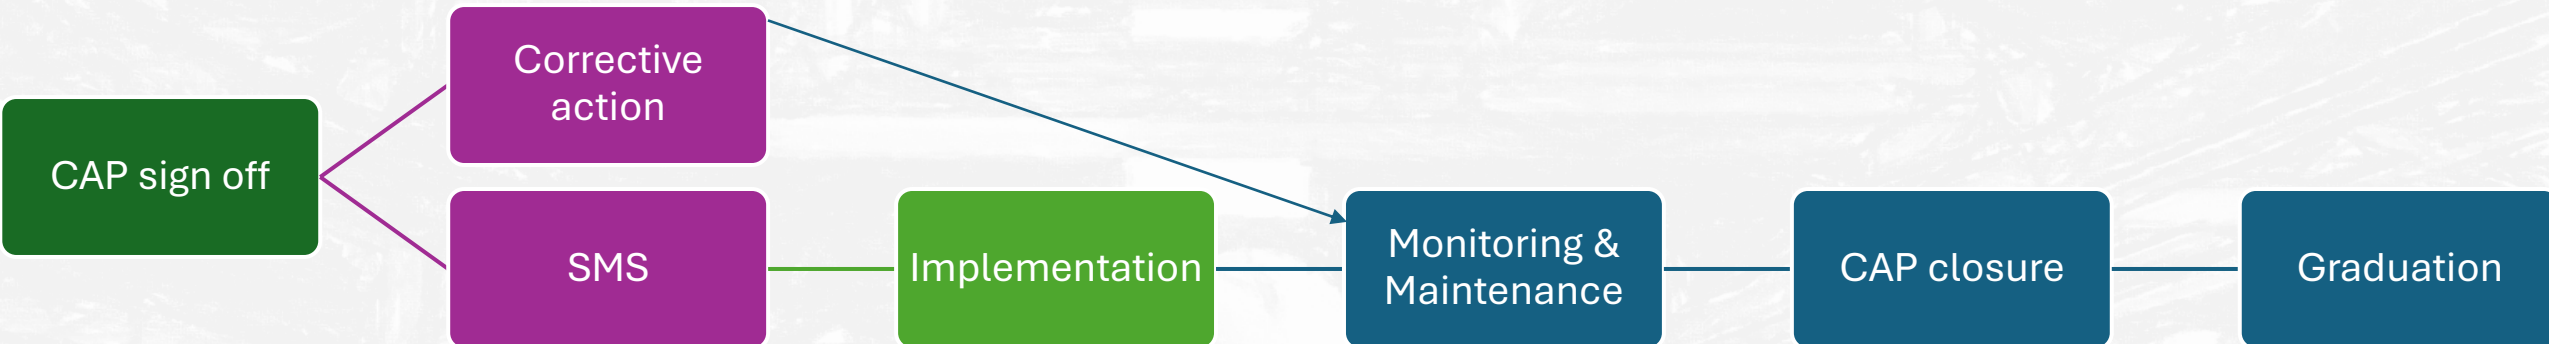 Corrective
action
CAP sign off
SMS
Implementation
Monitoring &
Maintenance
CAP closure
Graduation